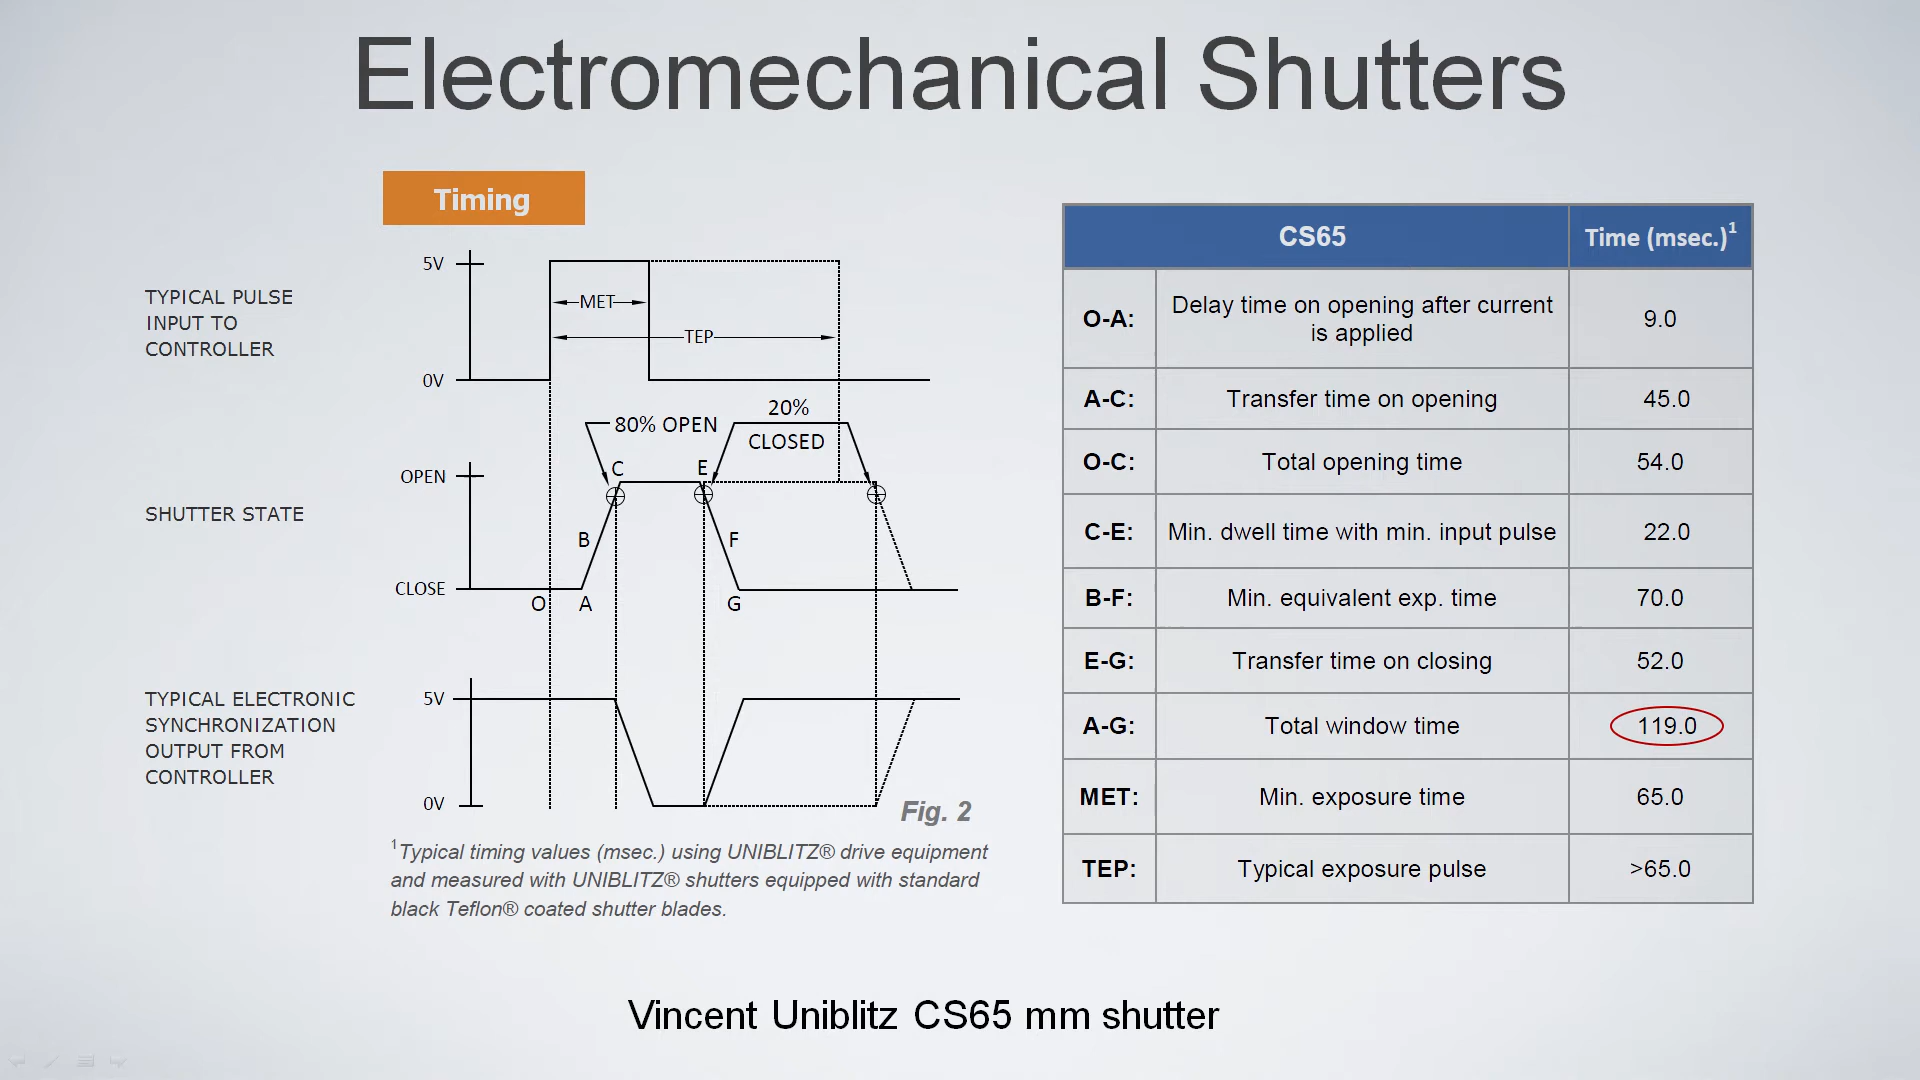 Electromechanical Shutters
Timing
TYPICAL PULSE
INPUT TO
CONTROLLER
5V
MET
TEP
0V
80% OPEN
20%
CLOSED
OPEN
C
E
SHUTTER STATE
B
F
CLOSE
O
A
G
TYPICAL ELECTRONIC
SYNCHRONIZATION
OUTPUT FROM
CONTROLLER
5V
0V
Fig. 2
¹Typical timing values (msec.) using UNIBLITZ® drive equipment
and measured with UNIBLITZ® shutters equipped with standard
black Teflon® coated shutter blades.
CS65 Time (msec.)¹
O-A: Delay time on opening after current
is applied 9.0
A-C: Transfer time on opening 45.0
O-C: Total opening time 54.0
C-E: Min. dwell time with min. input pulse 22.0
B-F: Min. equivalent exp. time 70.0
E-G: Transfer time on closing 52.0
A-G: Total window time 119.0
MET: Min. exposure time 65.0
TEP: Typical exposure pulse >65.0
Vincent Uniblitz CS65 mm shutter